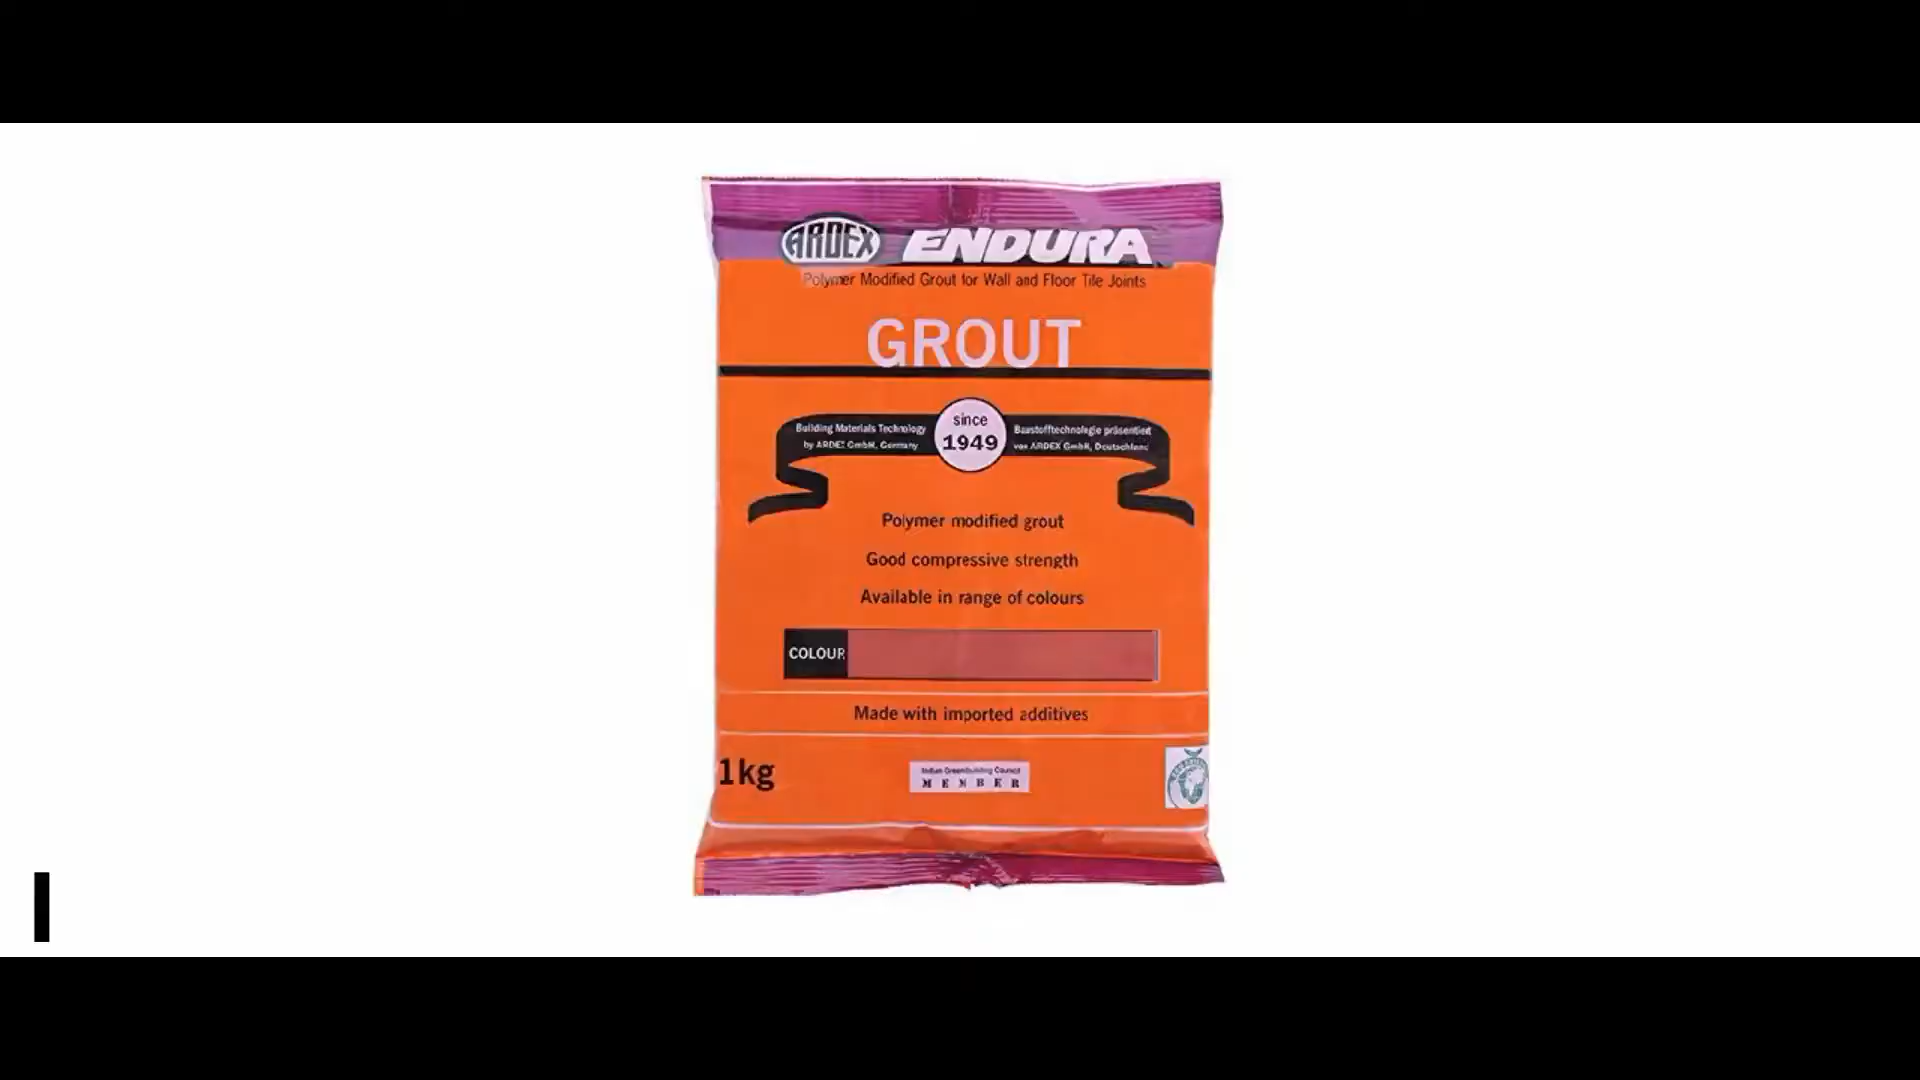 ARDEX ENDURA
Polymer Modified Grout for Wall and Floor Tile Joints
GROUT
Building Materials Technology
by ARDEX GmbH, Germany
since
1949
Baustofftechnologie präsentiert
von ARDEX GmbH, Deutschland
Polymer modified grout
Good compressive strength
Available in range of colours
COLOUR
Made with imported additives
1kg
Indian Greenbuilding Council
MEMBER